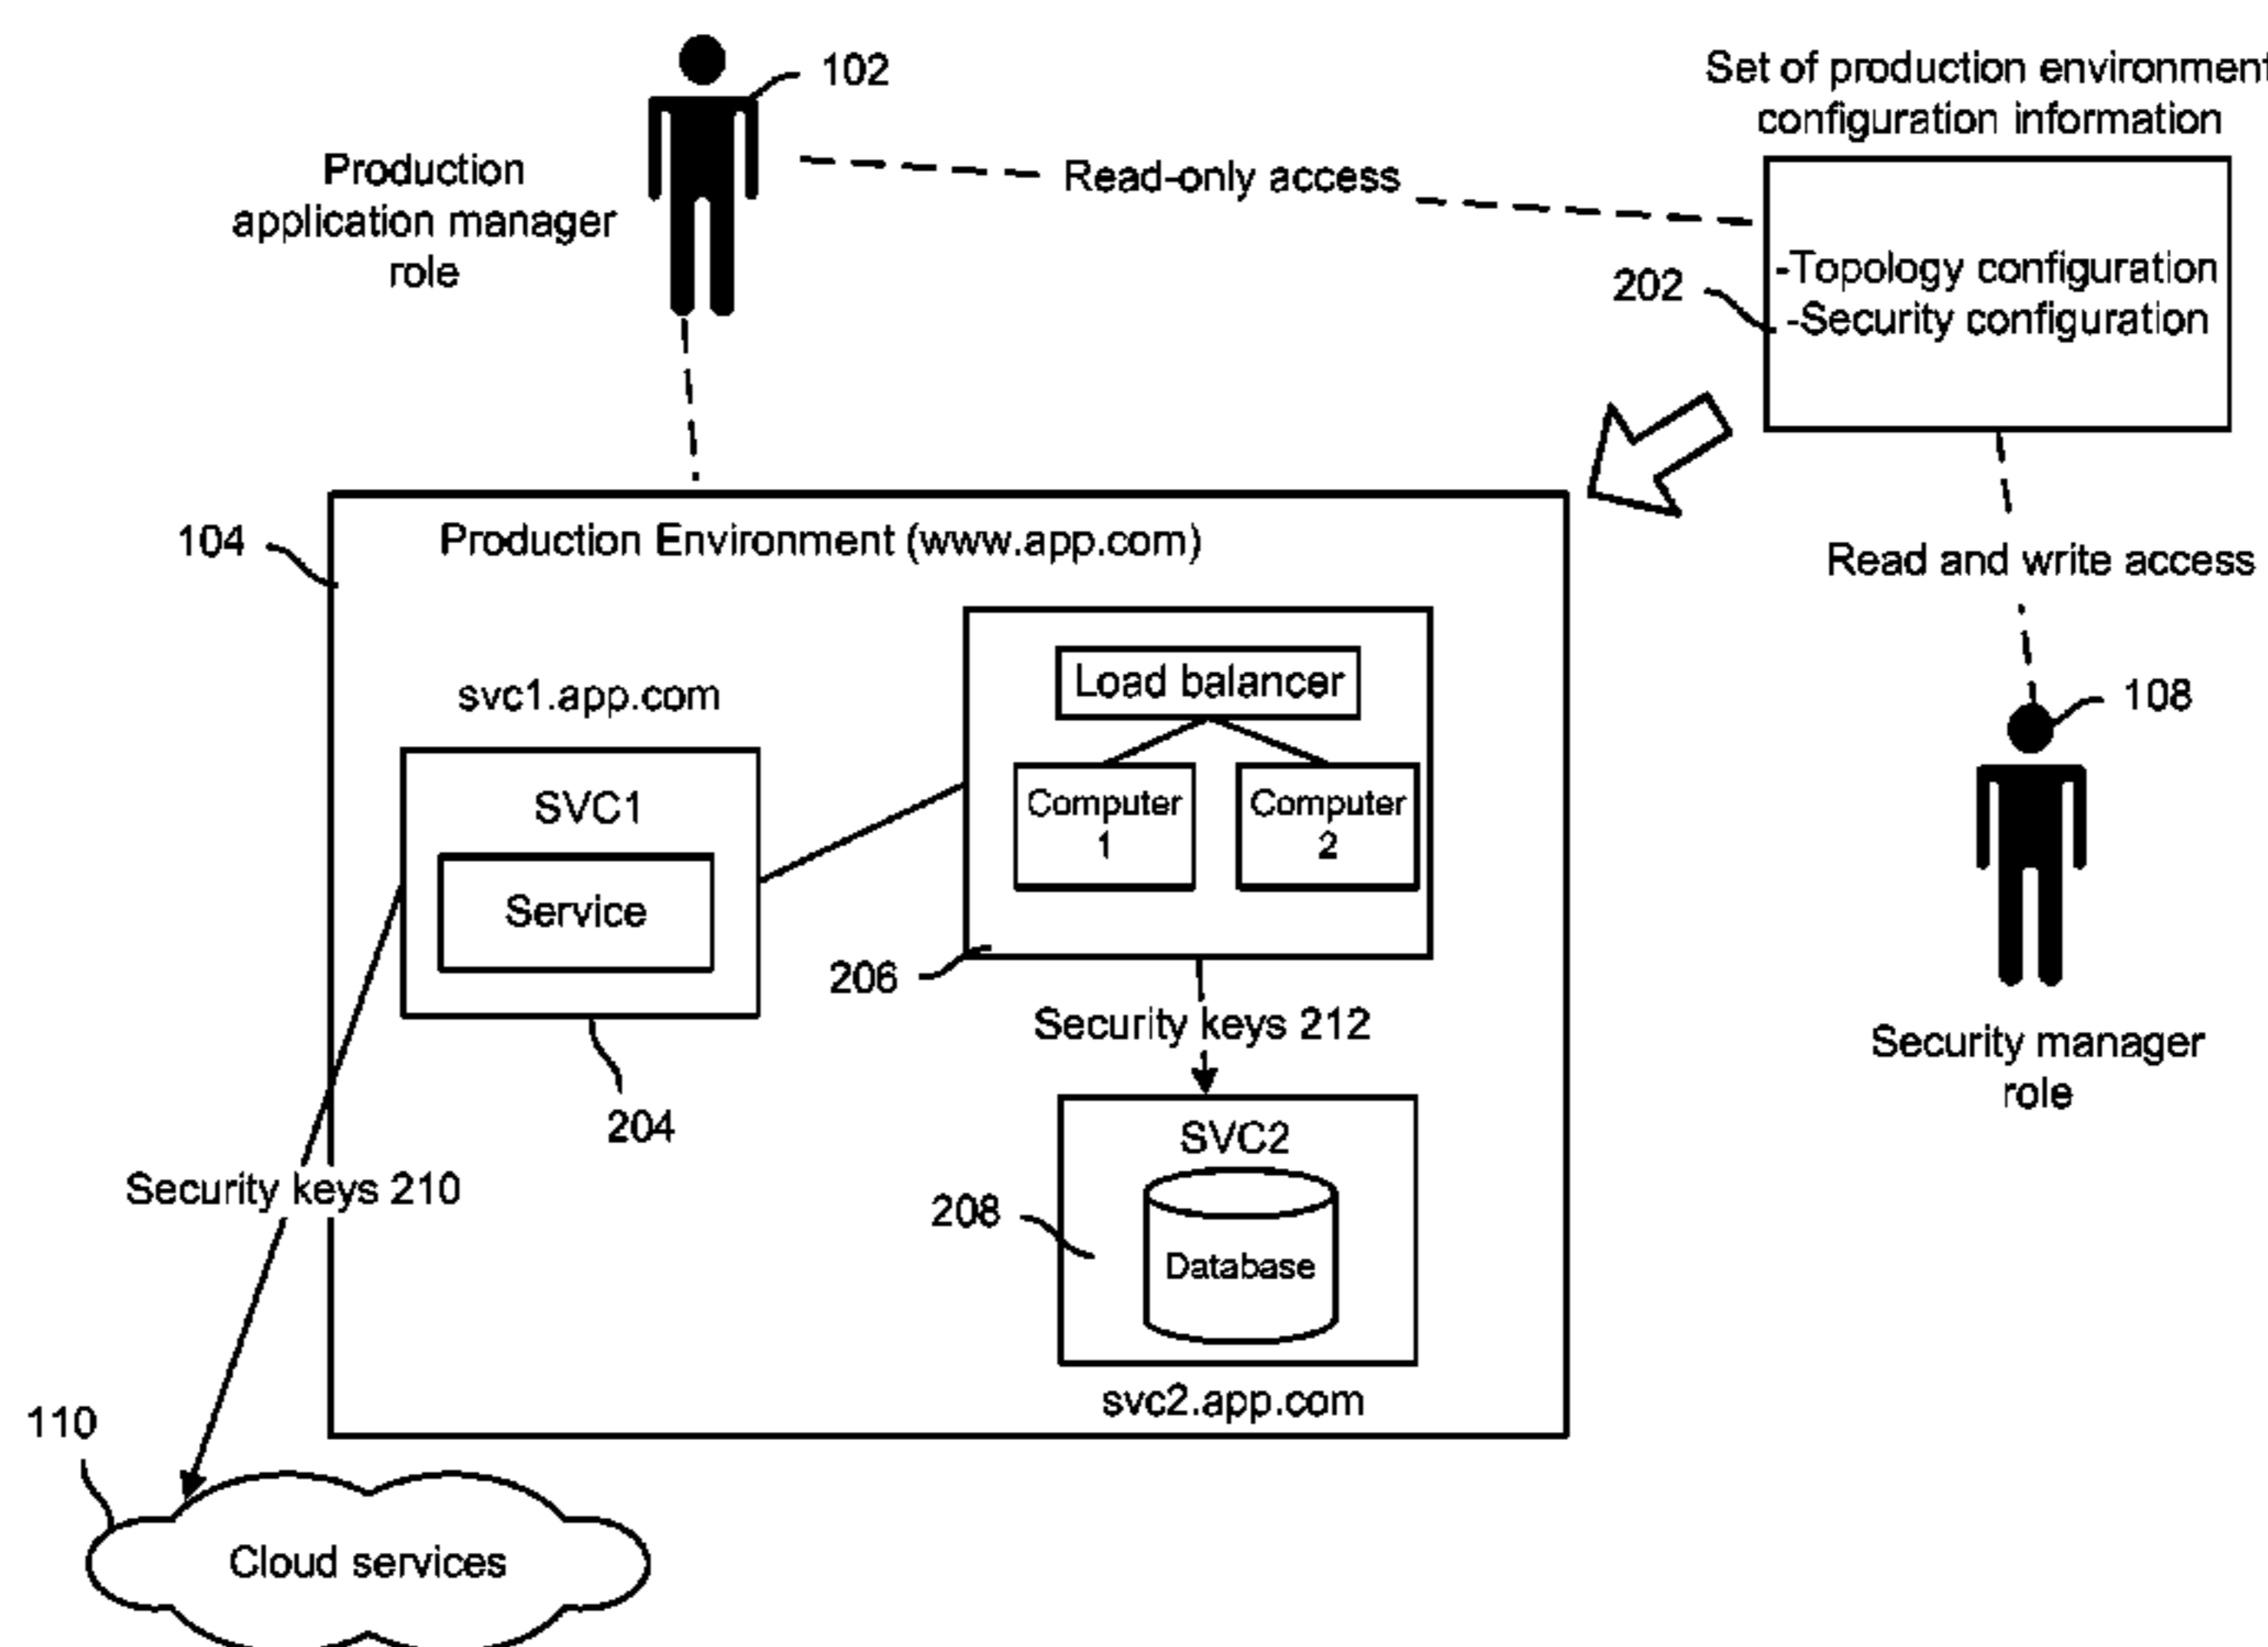 102
Set of production environment
configuration information
Production
application manager
role
Read-only access
202
-Topology configuration
-Security configuration
104
Production Environment (www.app.com)
Read and write access
svc1.app.com
Load balancer
108
SVC1
Computer
1
Computer
2
Service
206
Security keys 212
Security manager
role
204
SVC2
Security keys 210
208
Database
svc2.app.com
110
Cloud services